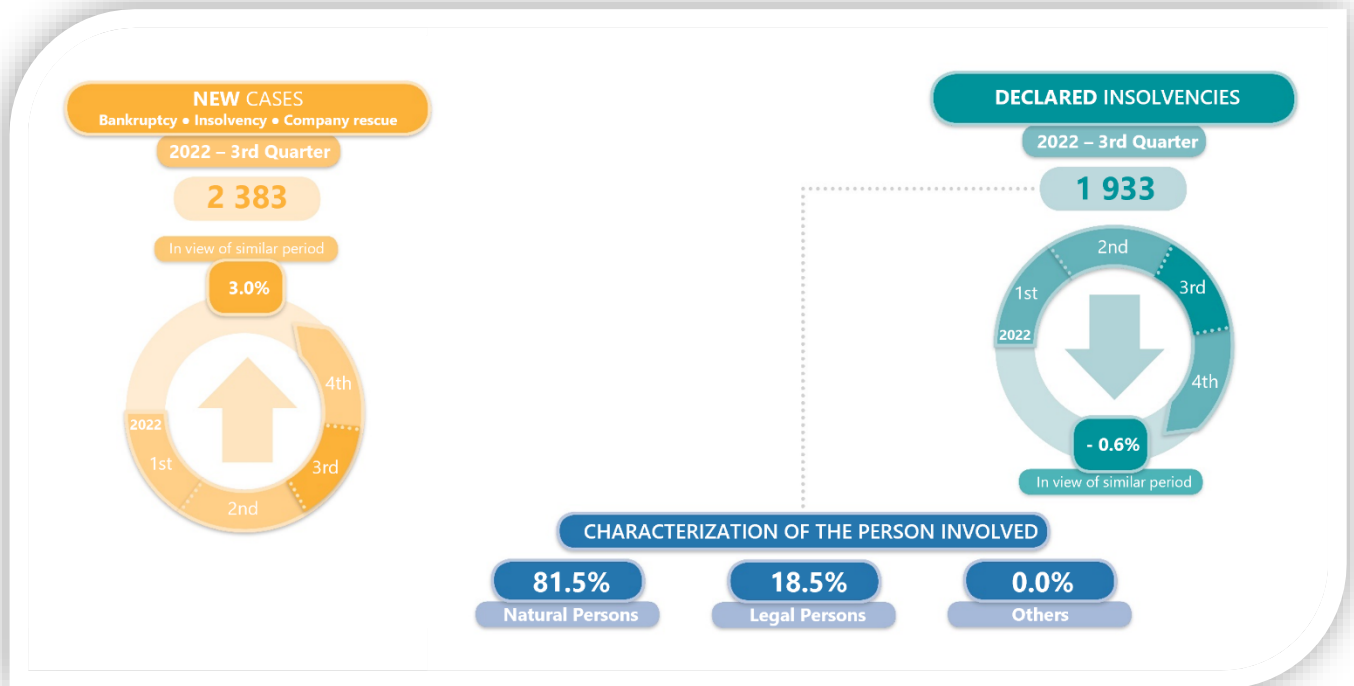 NEW CASES
Bankruptcy ● Insolvency ● Company rescue
2022 – 3rd Quarter
2 383
In view of similar period
3.0%
4th
2022
1st
3rd
2nd
DECLARED INSOLVENCIES
2022 – 3rd Quarter
1 933
2nd
1st
3rd
2022
4th
- 0.6%
In view of similar period
CHARACTERIZATION OF THE PERSON INVOLVED
81.5%
Natural Persons
18.5%
Legal Persons
0.0%
Others